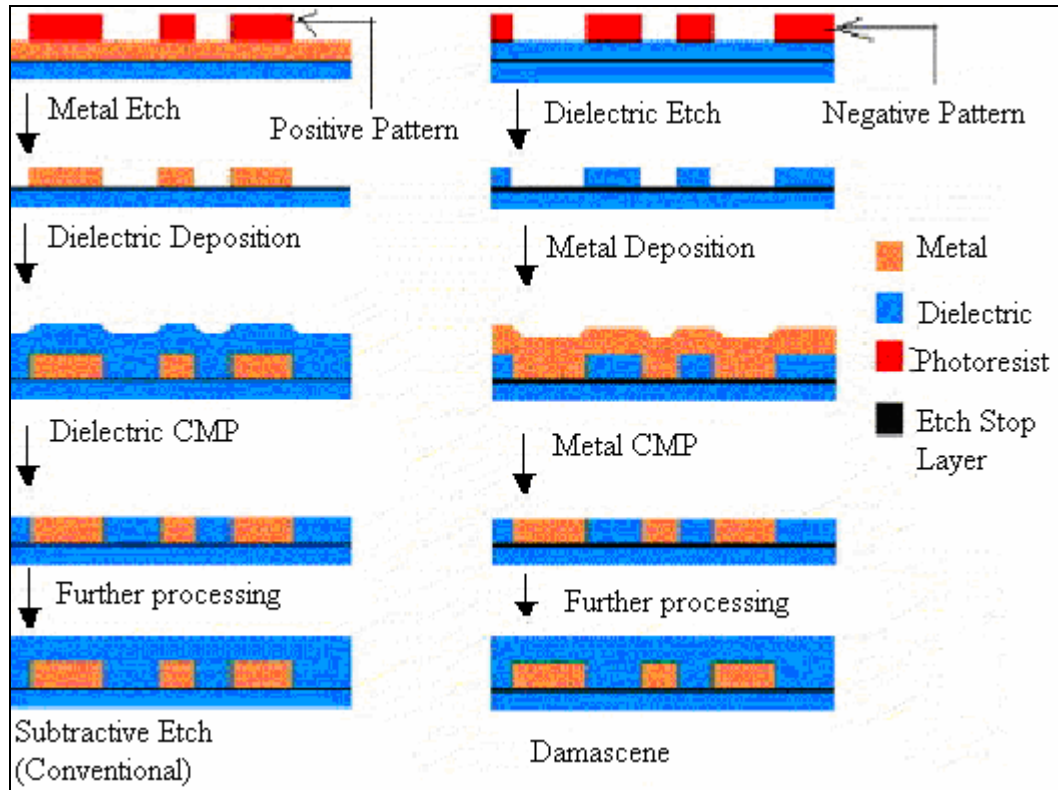 Metal Etch
Positive Pattern
Dielectric Deposition
Dielectric CMP
Further processing
Subtractive Etch
(Conventional)
Dielectric Etch
Negative Pattern
Metal Deposition
Metal CMP
Further processing
Damascene
Metal
Dielectric
Photoresist
Etch Stop
Layer